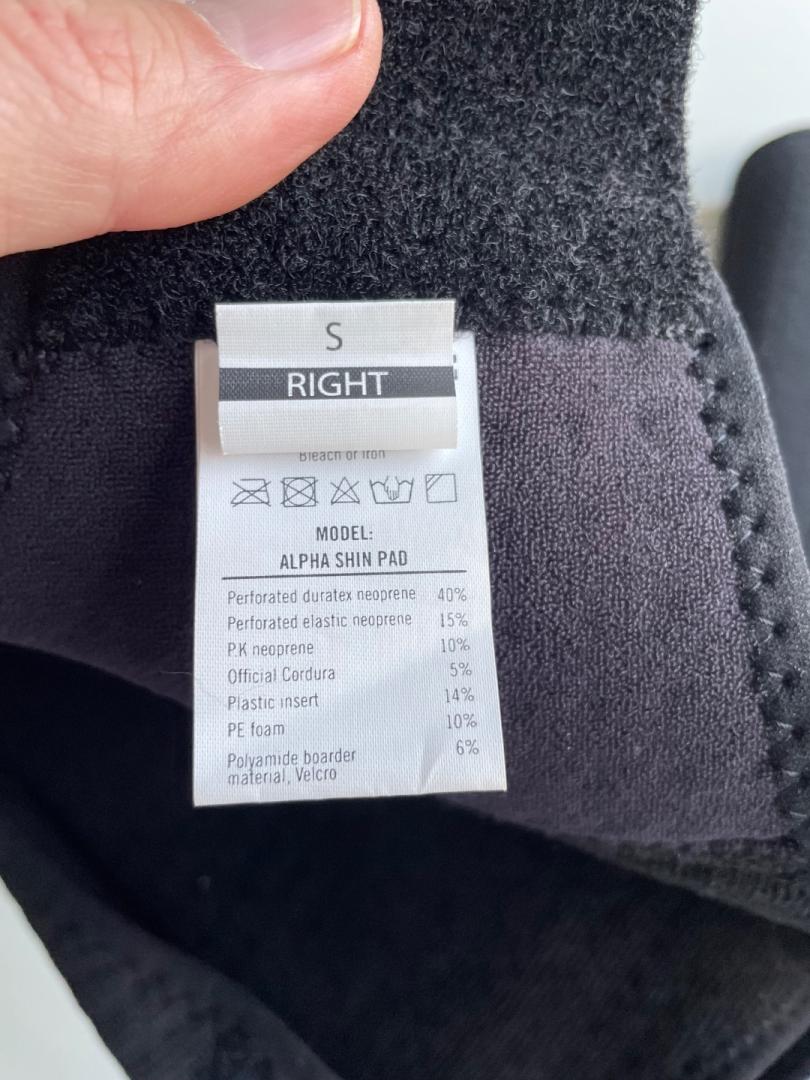 S
RIGHT
Bleach or Iron
MODEL:
ALPHA SHIN PAD
Perforated duratex neoprene 40%
Perforated elastic neoprene 15%
P.K neoprene 10%
Official Cordura 5%
Plastic insert 14%
PE foam 10%
Polyamide boarder 6%
material, Velcro